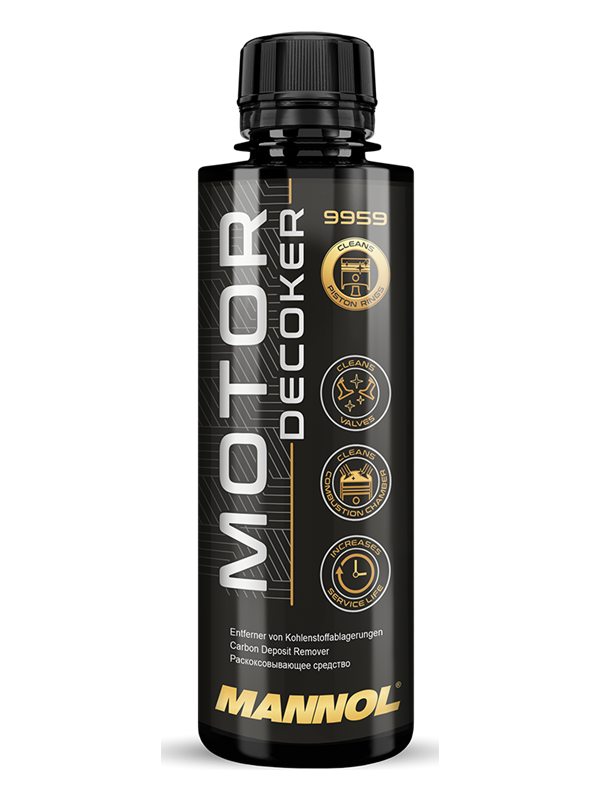 MOTOR
DECOKER
9959
CLEANS
PISTON RINGS
CLEANS
VALVES
CLEANS
COMBUSTION CHAMBER
INCREASES
SERVICE LIFE
Entferner von Kohlenstoffablagerungen
Carbon Deposit Remover
Раскоксовывающее средство
MANNOL®